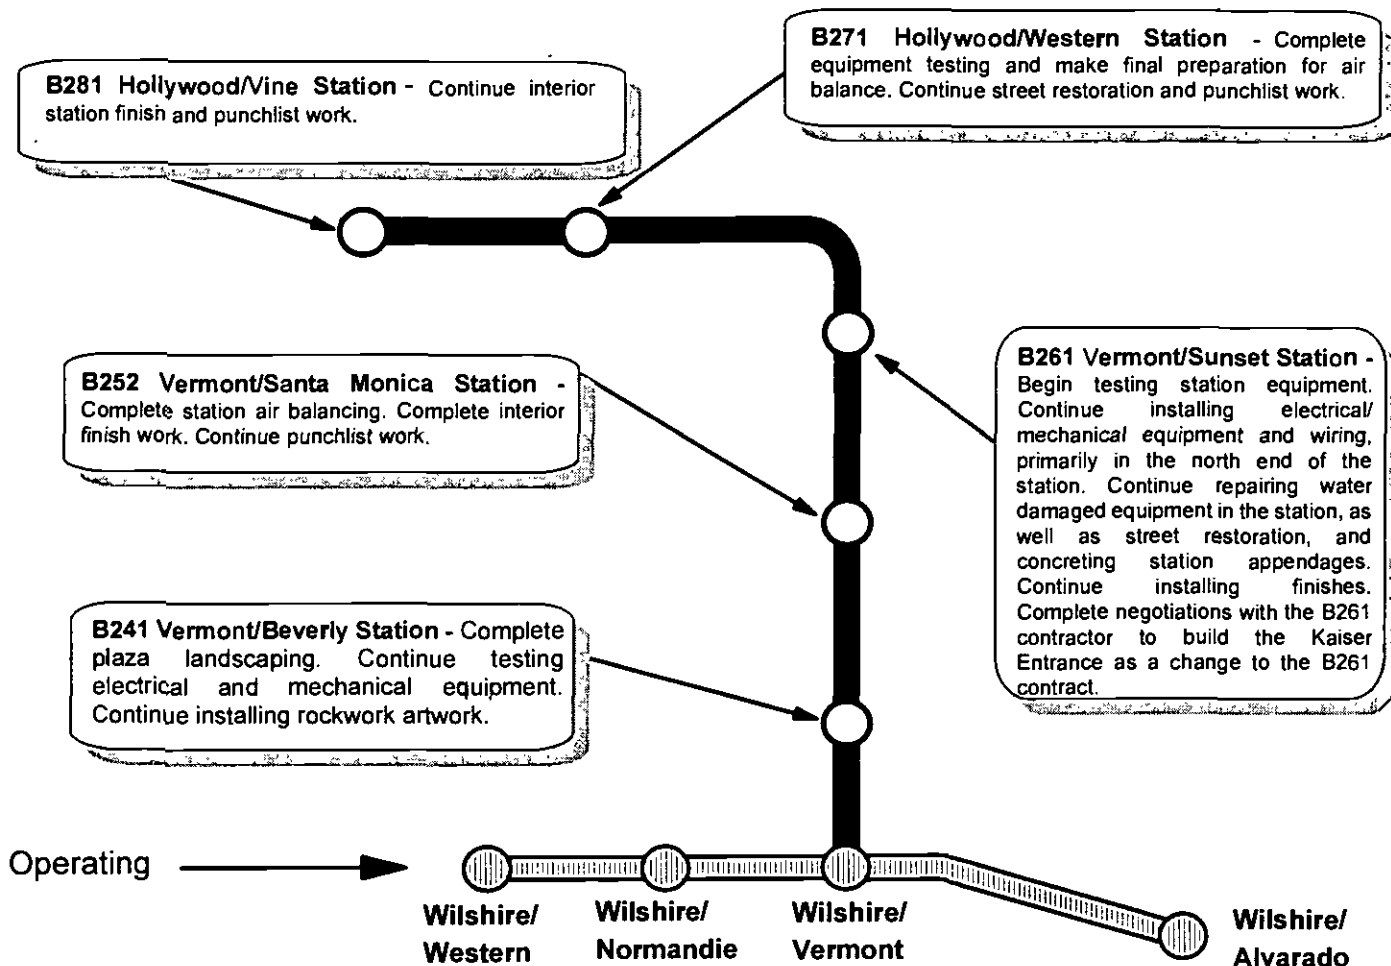 B271 Hollywood/Western Station - Complete
equipment testing and make final preparation for air
balance. Continue street restoration and punchlist work.
B281 Hollywood/Vine Station - Continue interior
station finish and punchlist work.
B261 Vermont/Sunset Station -
Begin testing station equipment.
Continue installing electrical/
mechanical equipment and wiring,
primarily in the north end of the
station. Continue repairing water
damaged equipment in the station, as
well as street restoration, and
concreting station appendages.
Continue installing finishes.
Complete negotiations with the B261
contractor to build the Kaiser
Entrance as a change to the B261
contract.
B252 Vermont/Santa Monica Station -
Complete station air balancing. Complete interior
finish work. Continue punchlist work.
B241 Vermont/Beverly Station - Complete
plaza landscaping. Continue testing
electrical and mechanical equipment.
Continue installing rockwork artwork.
Operating
Wilshire/
Western
Wilshire/
Normandie
Wilshire/
Vermont
Wilshire/
Alvarado